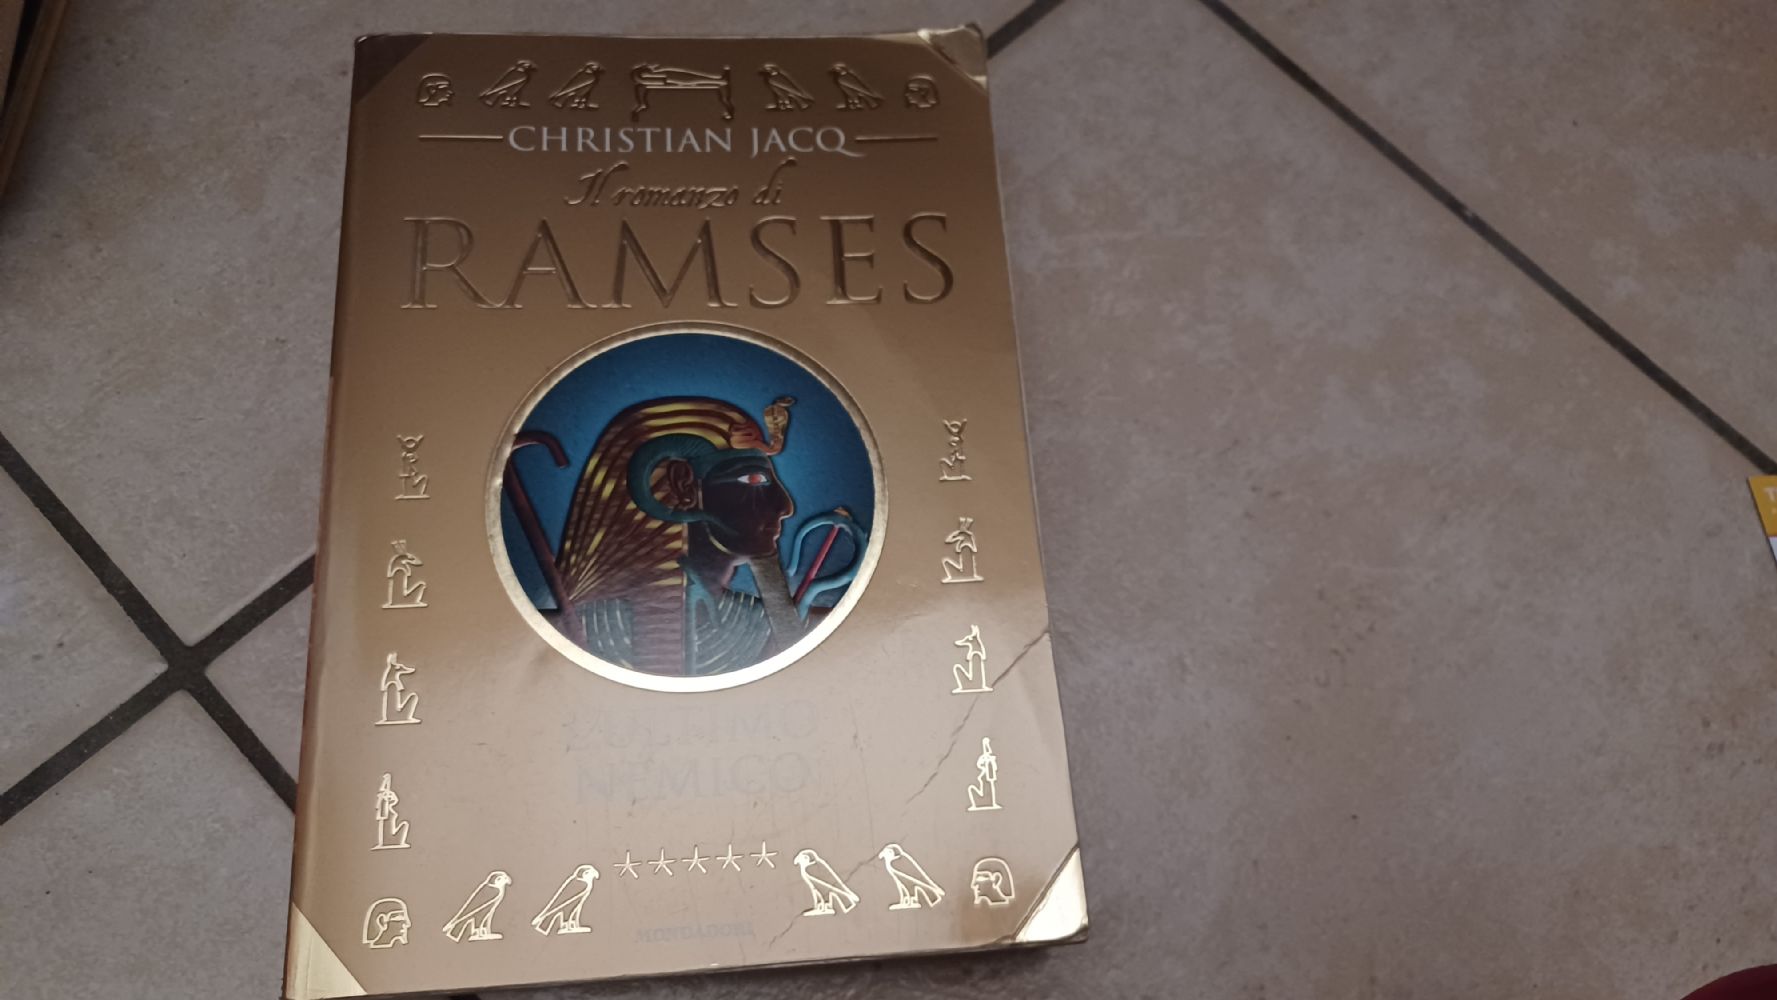 CHRISTIAN JACQ
Il romanzo di
RAMSES
L'ULTIMO
NEMICO
*****
MONDADORI
T